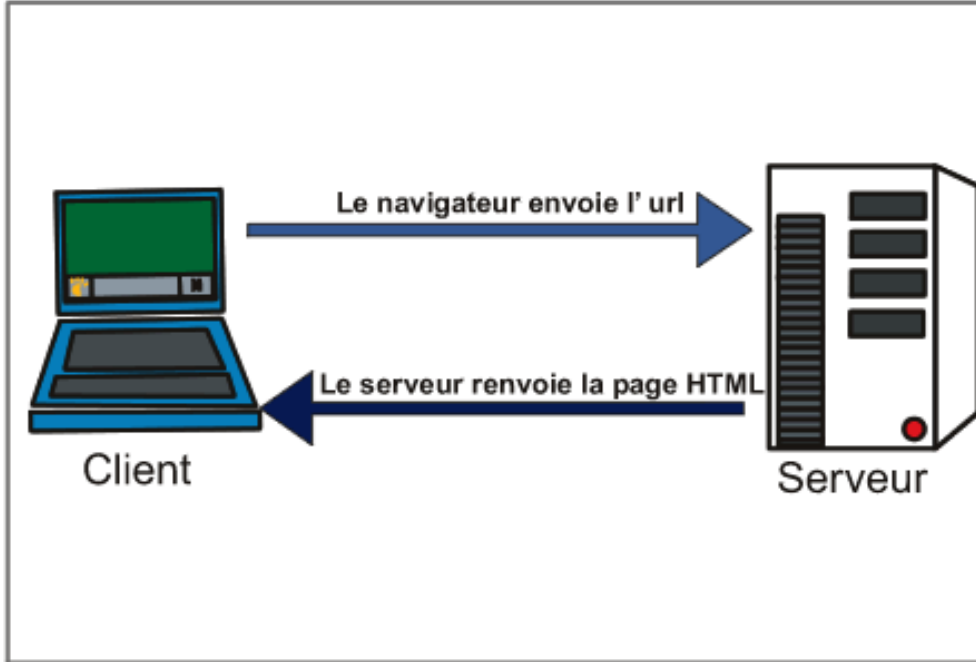 Le navigateur envoie l' url
Le serveur renvoie la page HTML
Client
Serveur